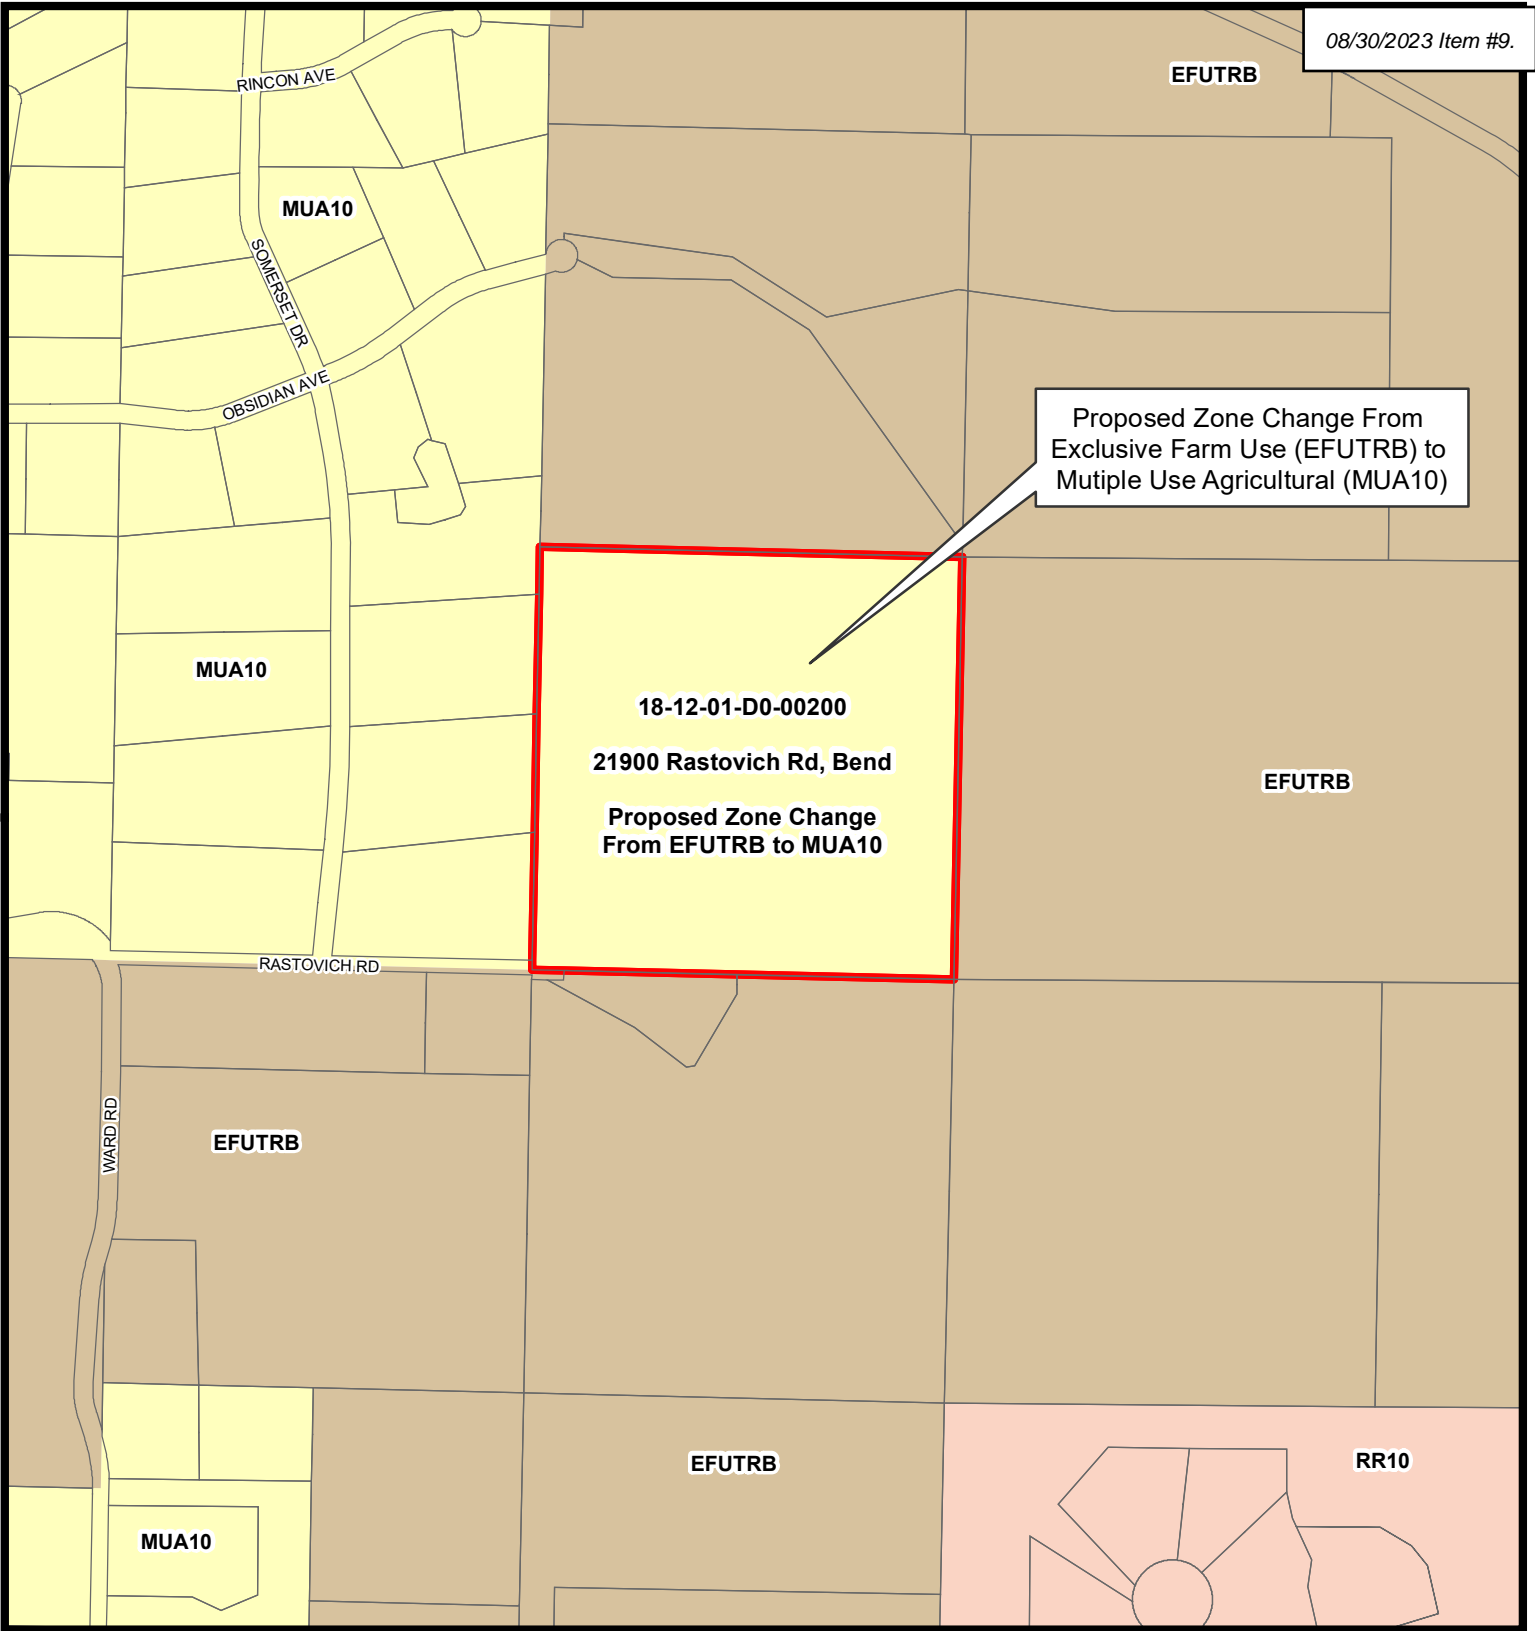 08/30/2023 Item #9.
EFUTRB
RINCON AVE
MUA10
SOMERSET DR
OBSIDIAN AVE
Proposed Zone Change From
Exclusive Farm Use (EFUTRB) to
Mutiple Use Agricultural (MUA10)
MUA10
18-12-01-D0-00200
21900 Rastovich Rd, Bend
Proposed Zone Change
From EFUTRB to MUA10
EFUTRB
RASTOVICH RD
WARD RD
EFUTRB
EFUTRB
RR10
MUA10